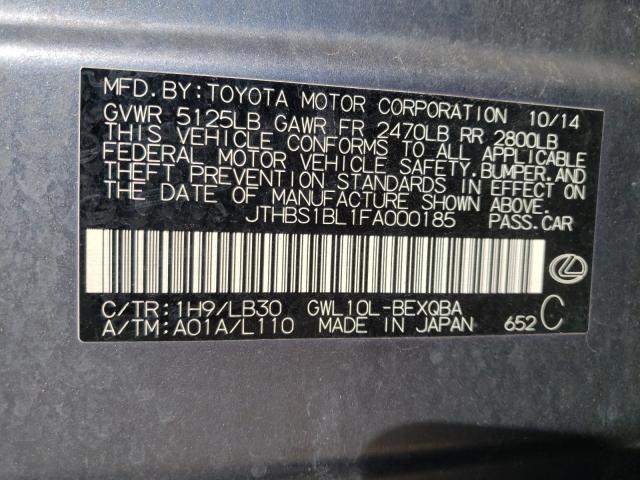 MFD. BY: TOYOTA MOTOR CORPORATION 10/14
GVWR 5125LB GAWR FR 2470LB RR 2800LB
THIS VEHICLE CONFORMS TO ALL APPLICABLE
FEDERAL MOTOR VEHICLE SAFETY, BUMPER, AND
THEFT PREVENTION STANDARDS IN EFFECT ON
THE DATE OF MANUFACTURE SHOWN ABOVE.
JTHBS1BL1FA000185 PASS.CAR
C/TR: 1H9/LB30 GWL10L-BEXQBA
A/TM: A01A/L110 MADE IN JAPAN 652 C